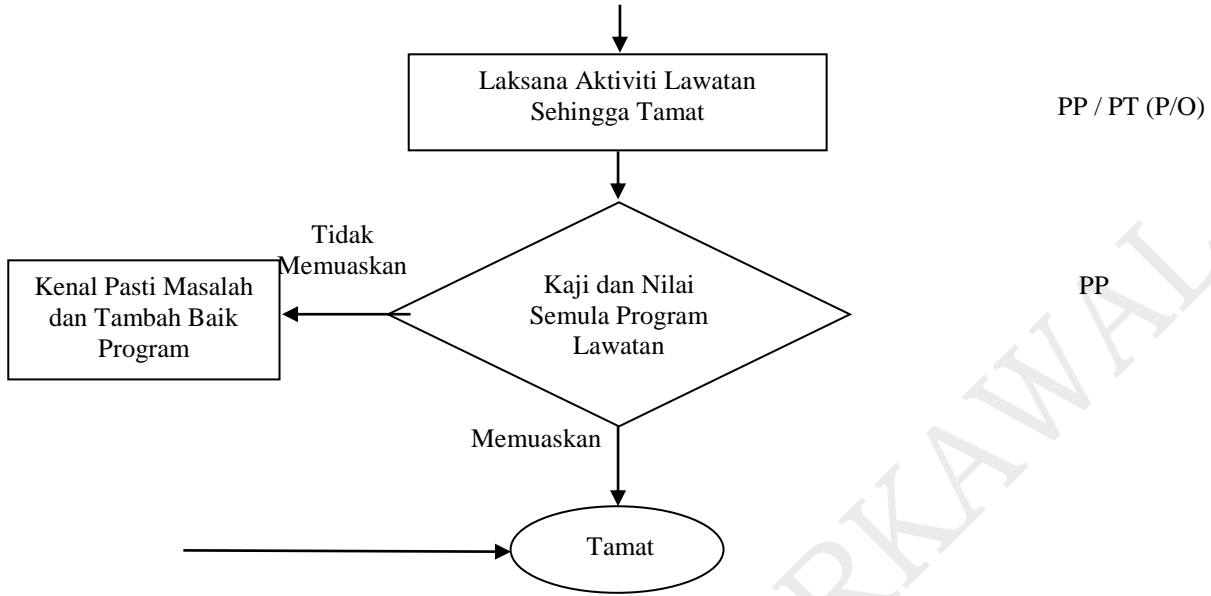 Laksana Aktiviti Lawatan
Sehingga Tamat
PP / PT (P/O)
Tidak
Memuaskan
Kenal Pasti Masalah
dan Tambah Baik
Program
Kaji dan Nilai
Semula Program
Lawatan
PP
Memuaskan
Tamat
RKAWAL